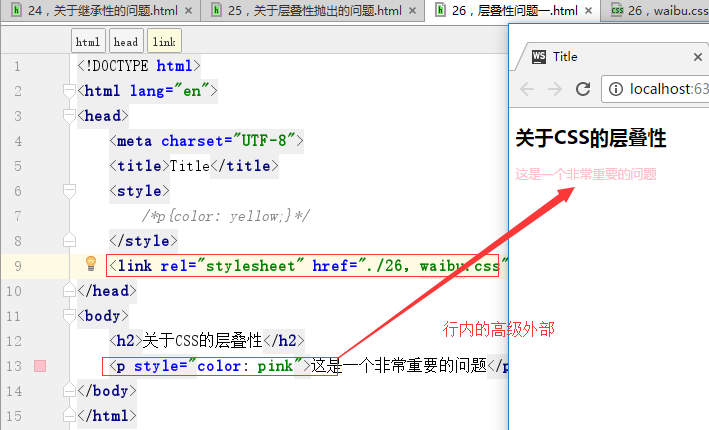 24，关于继承性的问题.html × 25，关于层叠性抛出的问题.html × 26，层叠性问题一.html × 26，waibu.css
html head link
1 <!DOCTYPE html>
2 <html lang="en">
3 <head>
4 <meta charset="UTF-8">
5 <title>Title</title>
6 <style>
7 /*p{color: yellow;}*/
8 </style>
9 <link rel="stylesheet" href="./26，waibu.css"
10 </head>
11 <body>
12 <h2>关于CSS的层叠性</h2>
13 <p style="color: pink">这是一个非常重要的问题</p
14 </body>
15 </html>
WS Title ×
localhost:63
关于CSS的层叠性
这是一个非常重要的问题
行内的高级外部